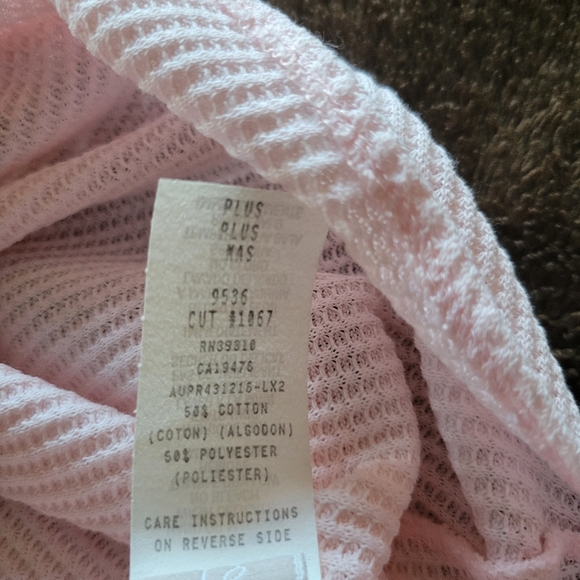 PLUS
PLUS
MAS
9536
CUT #1067
RN39310
CA19476
AUPR431216-LX2
50% COTTON
(COTON) (ALGODON)
50% POLYESTER
(POLIESTER)
CARE INSTRUCTIONS
ON REVERSE SIDE